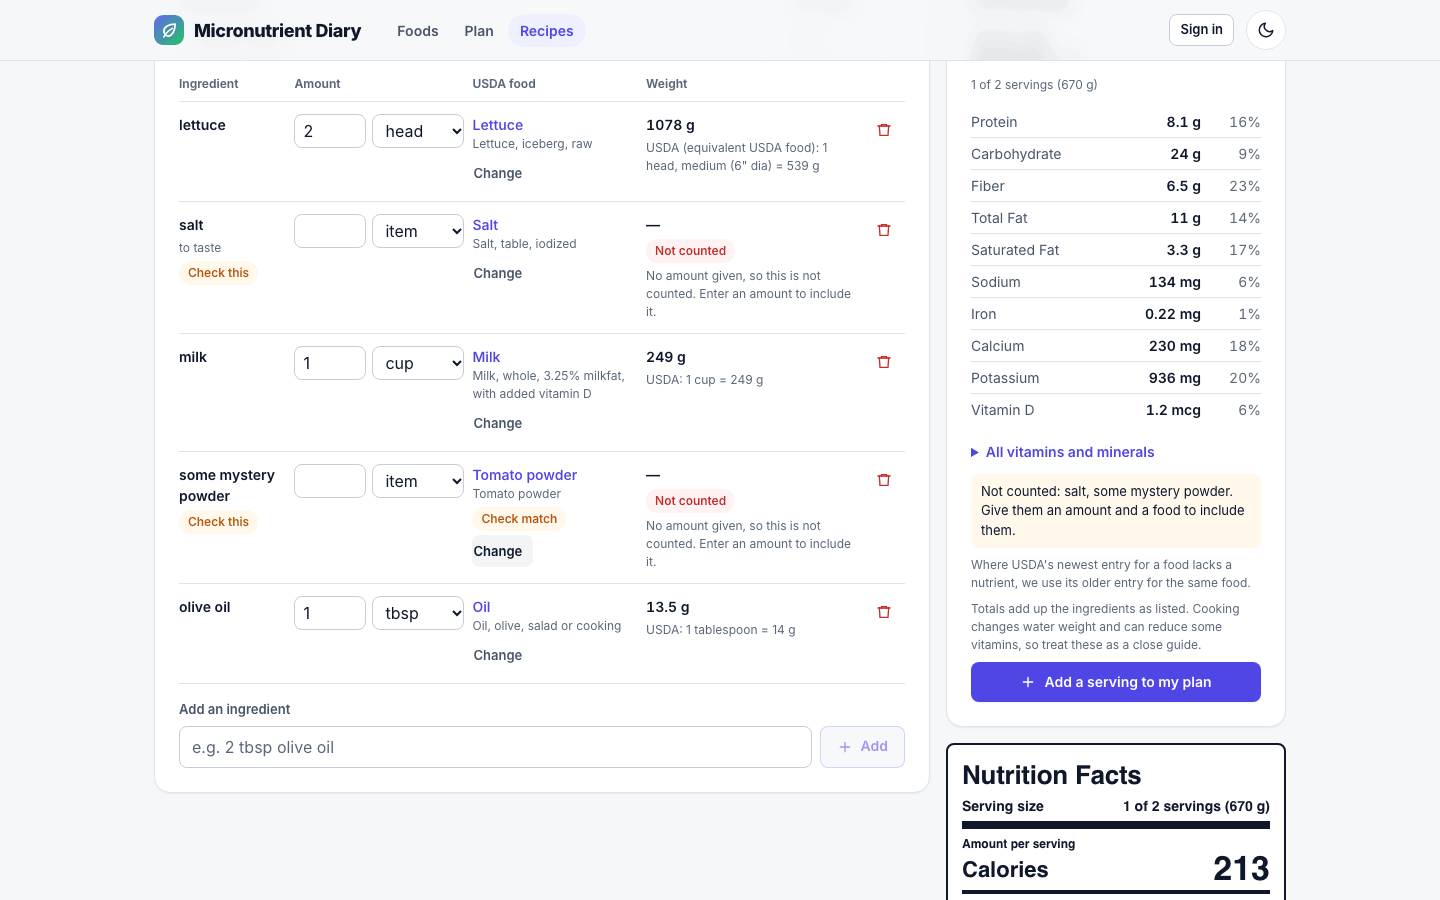 Micronutrient Diary
Foods
Plan
Recipes
Sign in
Ingredient
Amount
USDA food
Weight
lettuce
2
head
Lettuce
Lettuce, iceberg, raw
Change
1078 g
USDA (equivalent USDA food): 1
head, medium (6" dia) = 539 g
salt
to taste
Check this
item
Salt
Salt, table, iodized
Change
—
Not counted
No amount given, so this is not
counted. Enter an amount to include
it.
milk
1
cup
Milk
Milk, whole, 3.25% milkfat,
with added vitamin D
Change
249 g
USDA: 1 cup = 249 g
some mystery
powder
Check this
item
Tomato powder
Tomato powder
Check match
Change
—
Not counted
No amount given, so this is not
counted. Enter an amount to include
it.
olive oil
1
tbsp
Oil
Oil, olive, salad or cooking
Change
13.5 g
USDA: 1 tablespoon = 14 g
Add an ingredient
e.g. 2 tbsp olive oil
+ Add
1 of 2 servings (670 g)
Protein 8.1 g 16%
Carbohydrate 24 g 9%
Fiber 6.5 g 23%
Total Fat 11 g 14%
Saturated Fat 3.3 g 17%
Sodium 134 mg 6%
Iron 0.22 mg 1%
Calcium 230 mg 18%
Potassium 936 mg 20%
Vitamin D 1.2 mcg 6%
All vitamins and minerals
Not counted: salt, some mystery powder.
Give them an amount and a food to include
them.
Where USDA's newest entry for a food lacks a
nutrient, we use its older entry for the same food.
Totals add up the ingredients as listed. Cooking
changes water weight and can reduce some
vitamins, so treat these as a close guide.
+ Add a serving to my plan
Nutrition Facts
Serving size 1 of 2 servings (670 g)
Amount per serving
Calories 213